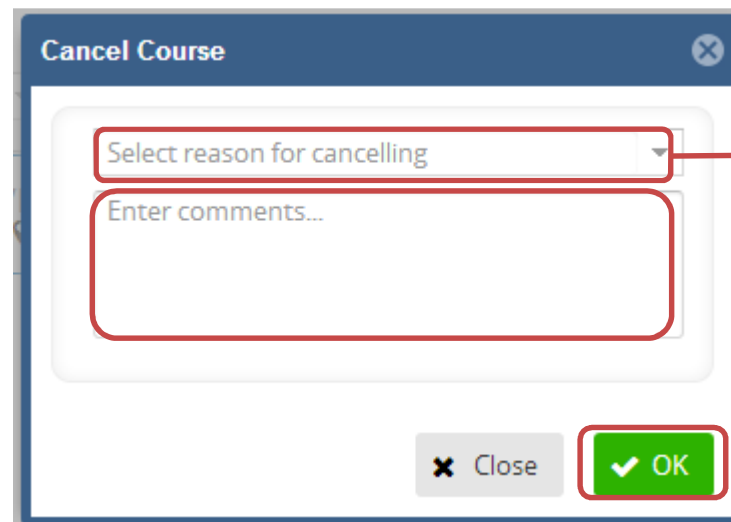 Cancel Course
Select reason for cancelling
Enter comments...
Close
OK